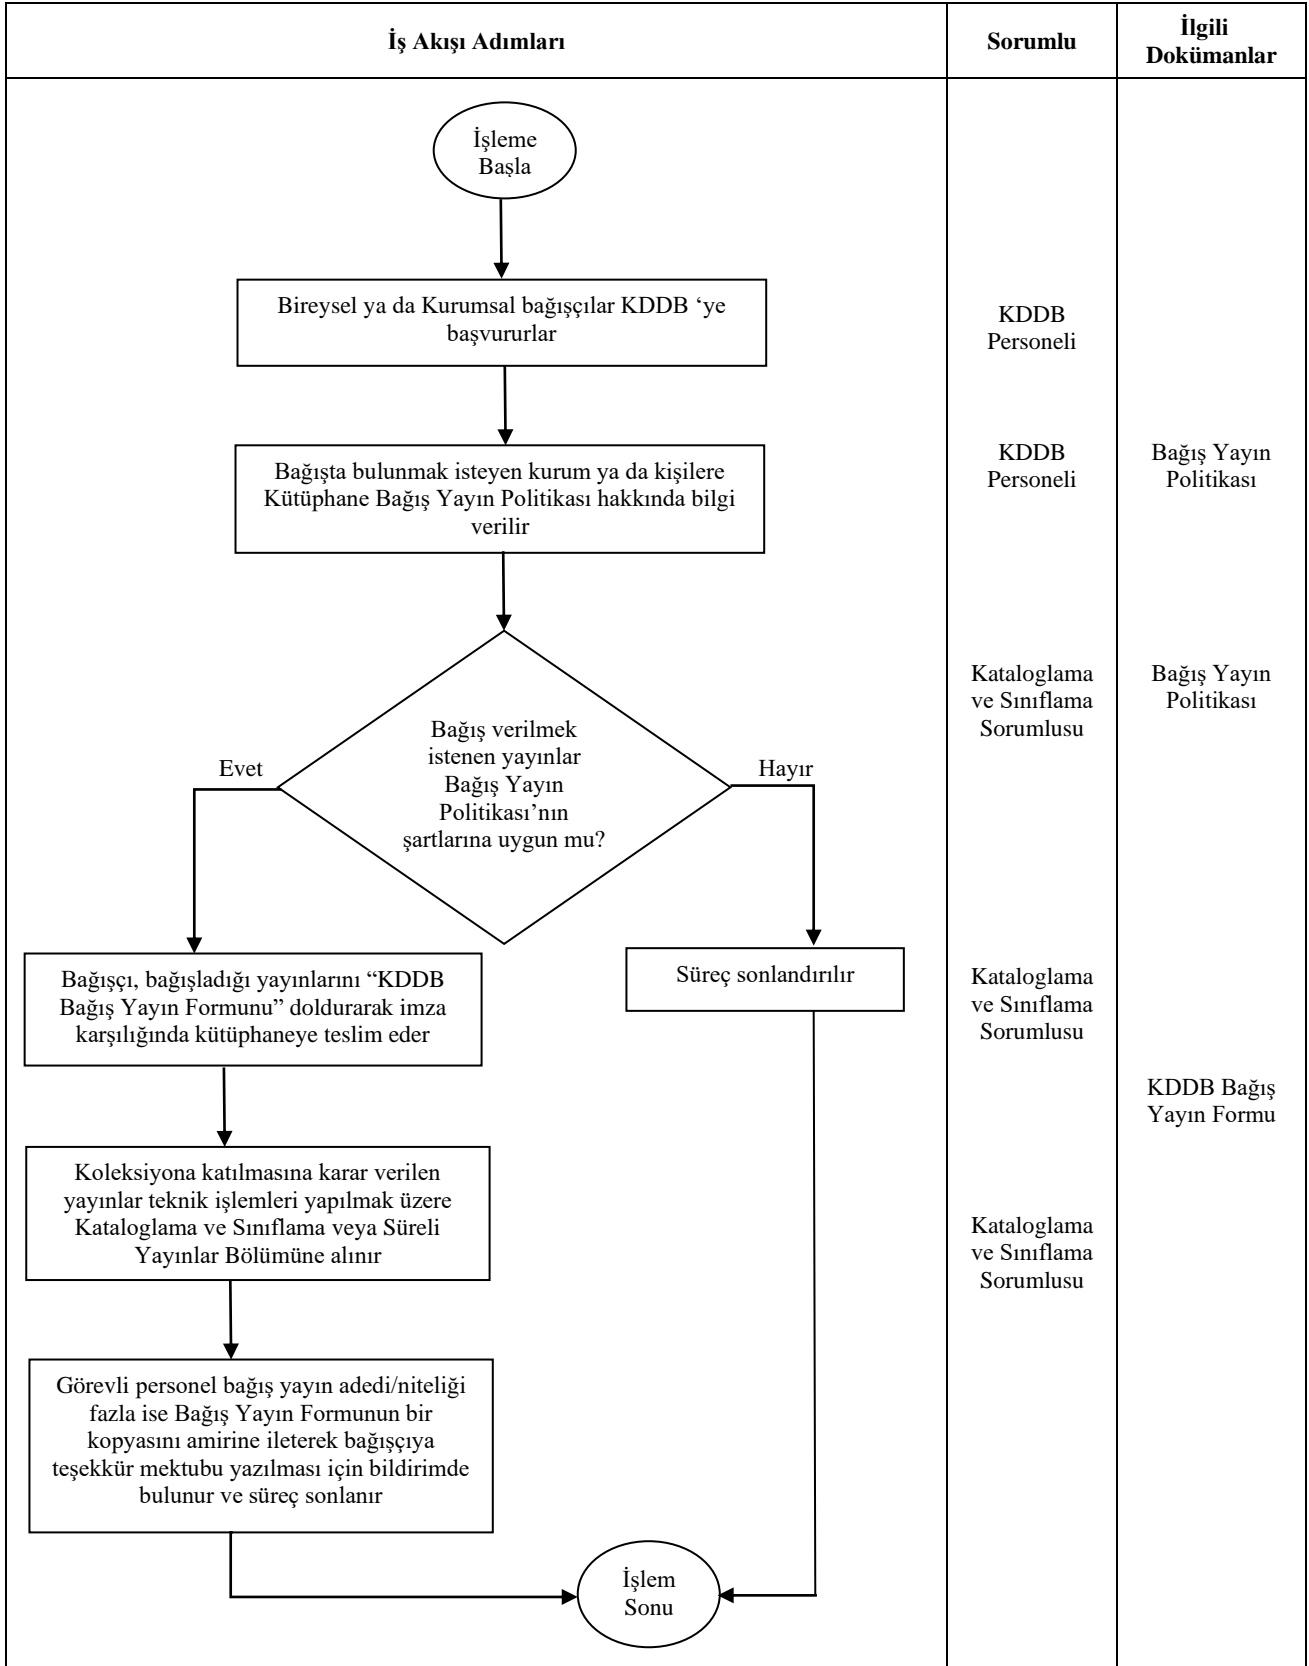 İş Akışı Adımları
Sorumlu
İlgili
Dokümanlar
İşleme
Başla
Bireysel ya da Kurumsal bağışçılar KDDB ‘ye
başvururlar
KDDB
Personeli
Bağışta bulunmak isteyen kurum ya da kişilere
Kütüphane Bağış Yayın Politikası hakkında bilgi
verilir
KDDB
Personeli
Bağış Yayın
Politikası
Bağış verilmek
istenen yayınlar
Bağış Yayın
Politikası’nın
şartlarına uygun mu?
Evet
Hayır
Kataloglama
ve Sınıflama
Sorumlusu
Bağış Yayın
Politikası
Bağışçı, bağışladığı yayınlarını “KDDB
Bağış Yayın Formunu” doldurarak imza
karşılığında kütüphaneye teslim eder
Süreç sonlandırılır
Kataloglama
ve Sınıflama
Sorumlusu
KDDB Bağış
Yayın Formu
Koleksiyona katılmasına karar verilen
yayınlar teknik işlemleri yapılmak üzere
Kataloglama ve Sınıflama veya Süreli
Yayınlar Bölümüne alınır
Kataloglama
ve Sınıflama
Sorumlusu
Görevli personel bağış yayın adedi/niteliği
fazla ise Bağış Yayın Formunun bir
kopyasını amirine ileterek bağışçıya
teşekkür mektubu yazılması için bildirimde
bulunur ve süreç sonlanır
İşlem
Sonu